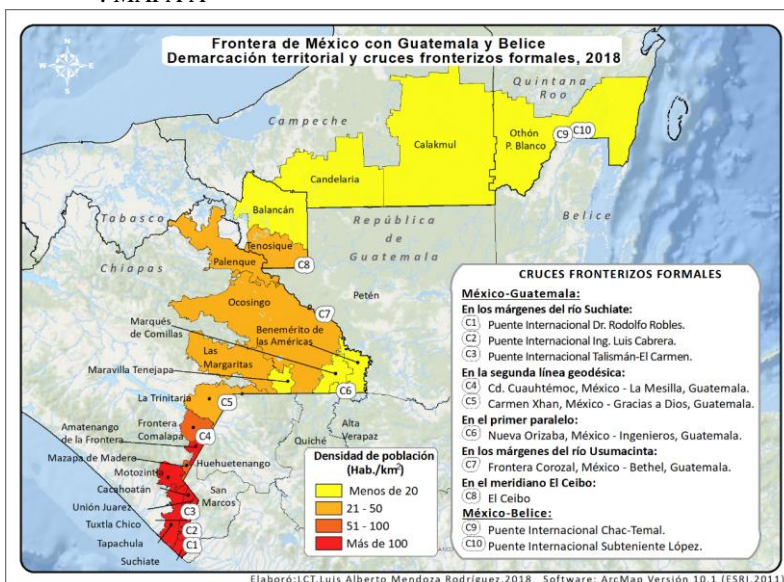 : MAPA A
Frontera de México con Guatemala y Belice
Demarcación territorial y cruces fronterizos formales, 2018
N
S
Quintana
Roo
Campeche
Calakmul
Othón
P. Blanco
C9
C10
Candelaria
Balancán
Belice
Tabasco
República
de
Guatemala
Tenosique
Palenque
C8
Chiapas
Petén
Ocosingo
C7
Marqués
de Comillas
Benemérito de
las Américas
Las
Margaritas
Maravilla Tenejapa
C6
La Trinitaria
C5
Frontera
Comalapa
Alta
Verapaz
Amatenango
de la Frontera
C4
Quiché
Mazapa de Madero
Huehuetenango
Motozintla
Cacahoatán
San
Marcos
Unión Juarez
C3
Tuxtla Chico
C2
Tapachula
C1
Suchiate
Densidad de población
(Hab./km²)
Menos de 20
21 - 50
51 - 100
Más de 100
CRUCES FRONTERIZOS FORMALES
México-Guatemala:
En los márgenes del río Suchiate:
C1 Puente Internacional Dr. Rodolfo Robles.
C2 Puente Internacional Ing. Luis Cabrera.
C3 Puente Internacional Talismán-El Carmen.
En la segunda línea geodésica:
C4 Cd. Cuauhtémoc, México - La Mesilla, Guatemala.
C5 Carmen Xhan, México - Gracias a Dios, Guatemala.
En el primer paralelo:
C6 Nueva Orizaba, México - Ingenieros, Guatemala.
En los márgenes del río Usumacinta:
C7 Frontera Corozal, México - Bethel, Guatemala.
En el meridiano El Ceibo:
C8 El Ceibo
México-Belice:
C9 Puente Internacional Chac-Temal.
C10 Puente Internacional Subteniente López.
Elaboró:LCT.Luis Alberto Mendoza Rodríguez.2018 Software: ArcMap Versión 10.1 (ESRI,2011)